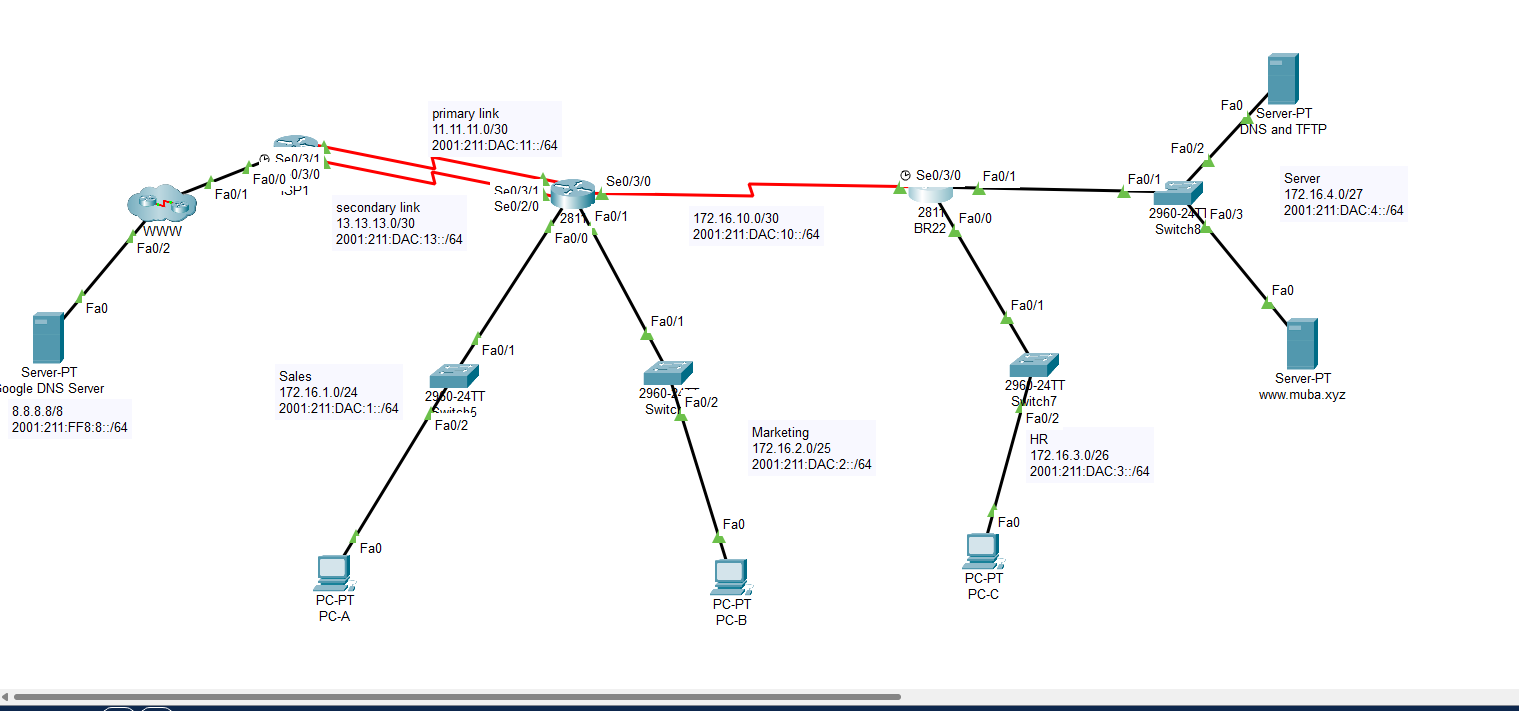 Server-PT
DNS and TFTP
Fa0
Fa0/2
primary link
11.11.11.0/30
2001:211:DAC:11::/64
Se0/3/1
0/3/0
ISP1
Fa0/0
Fa0/1
WWW
Fa0/2
Se0/3/1
Se0/2/0
Se0/3/0
Fa0/1
Fa0/0
secondary link
13.13.13.0/30
2001:211:DAC:13::/64
172.16.10.0/30
2001:211:DAC:10::/64
Se0/3/0
Fa0/1
2811
BR22
Fa0/0
Fa0/1
2960-24TT
Switch8
Fa0/3
Server
172.16.4.0/27
2001:211:DAC:4::/64
Fa0
Server-PT
www.muba.xyz
Fa0
Server-PT
oogle DNS Server
8.8.8.8/8
2001:211:FF8:8::/64
Sales
172.16.1.0/24
2001:211:DAC:1::/64
Fa0/1
2960-24TT
Switch5
Fa0/2
Fa0
PC-PT
PC-A
Fa0/1
Fa0/2
Marketing
172.16.2.0/25
2001:211:DAC:2::/64
Fa0
PC-PT
PC-B
Fa0/1
2960-24TT
Switch7
Fa0/2
HR
172.16.3.0/26
2001:211:DAC:3::/64
Fa0
PC-PT
PC-C